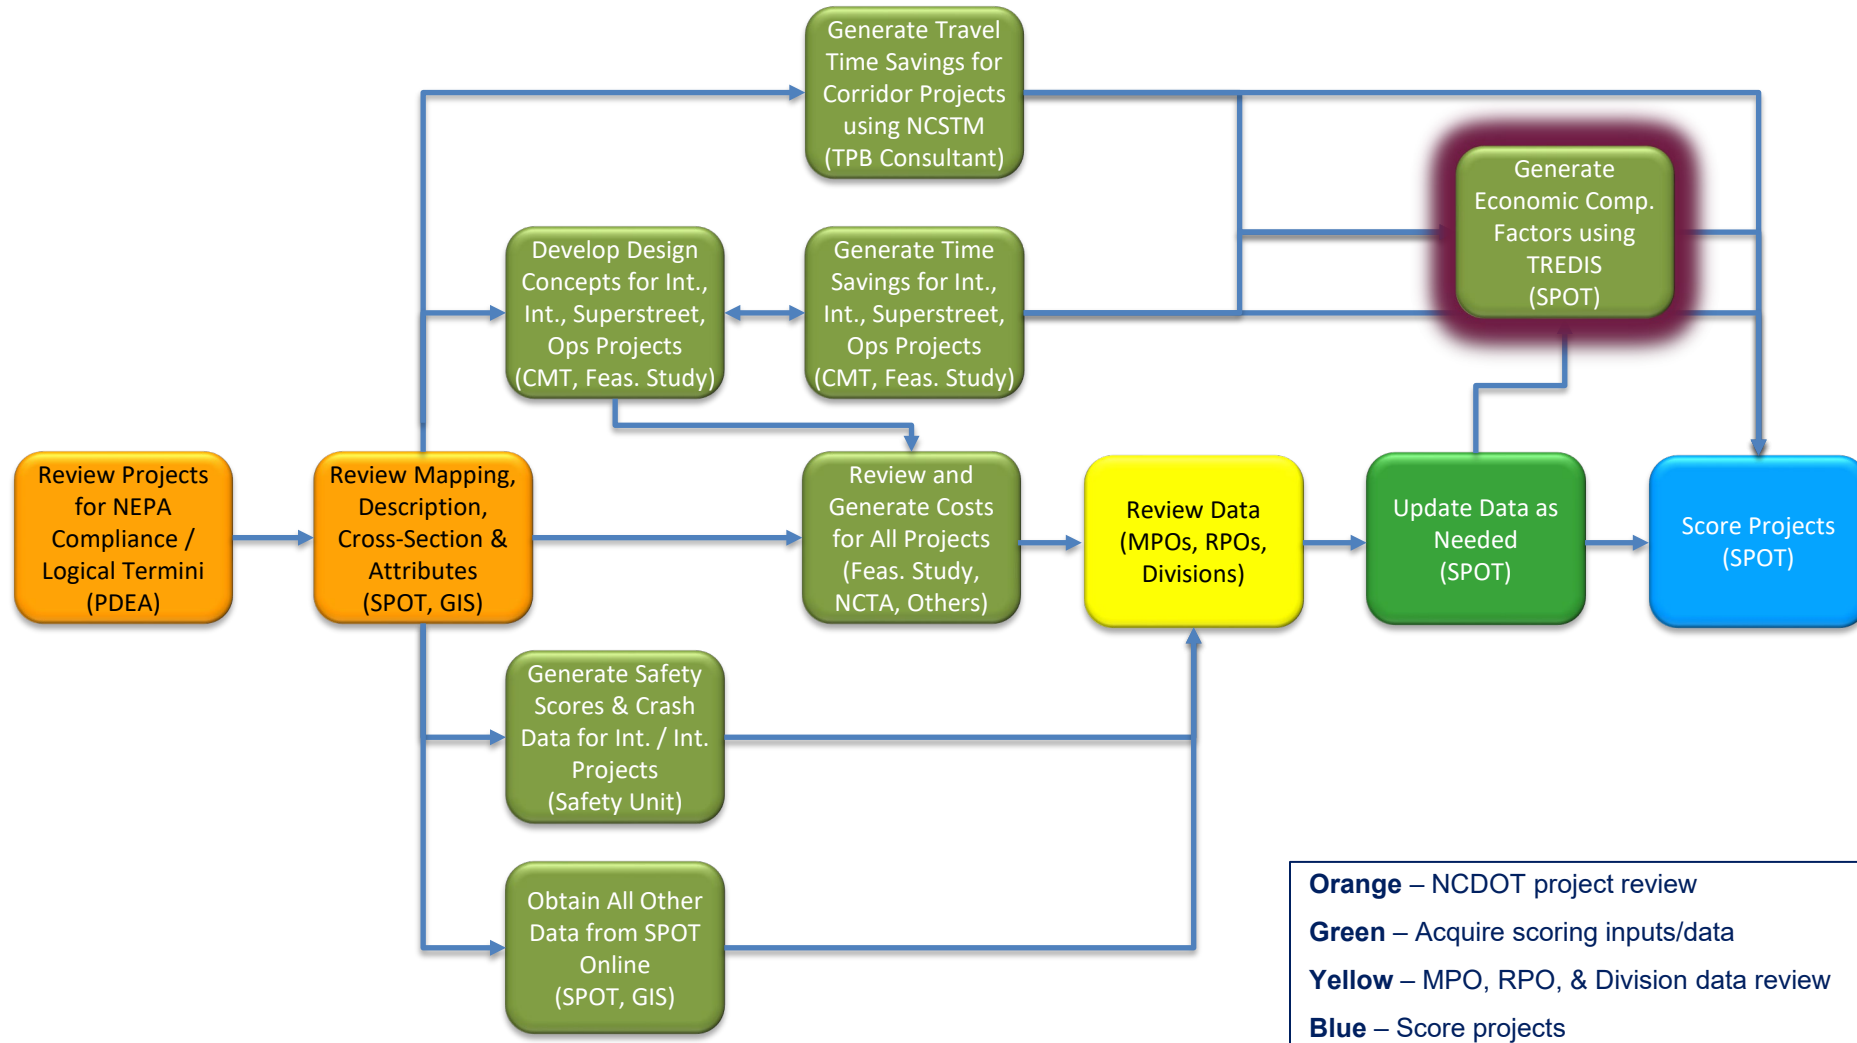 Generate Travel
Time Savings for
Corridor Projects
using NCSTM
(TPB Consultant)
Generate
Economic Comp.
Factors using
TREDIS
(SPOT)
Develop Design
Concepts for Int.,
Int., Superstreet,
Ops Projects
(CMT, Feas. Study)
Generate Time
Savings for Int.,
Int., Superstreet,
Ops Projects
(CMT, Feas. Study)
Review Projects
for NEPA
Compliance /
Logical Termini
(PDEA)
Review Mapping,
Description,
Cross-Section &
Attributes
(SPOT, GIS)
Review and
Generate Costs
for All Projects
(Feas. Study,
NCTA, Others)
Review Data
(MPOs, RPOs,
Divisions)
Update Data as
Needed
(SPOT)
Score Projects
(SPOT)
Generate Safety
Scores & Crash
Data for Int. / Int.
Projects
(Safety Unit)
Obtain All Other
Data from SPOT
Online
(SPOT, GIS)
Orange – NCDOT project review
Green – Acquire scoring inputs/data
Yellow – MPO, RPO, & Division data review
Blue – Score projects